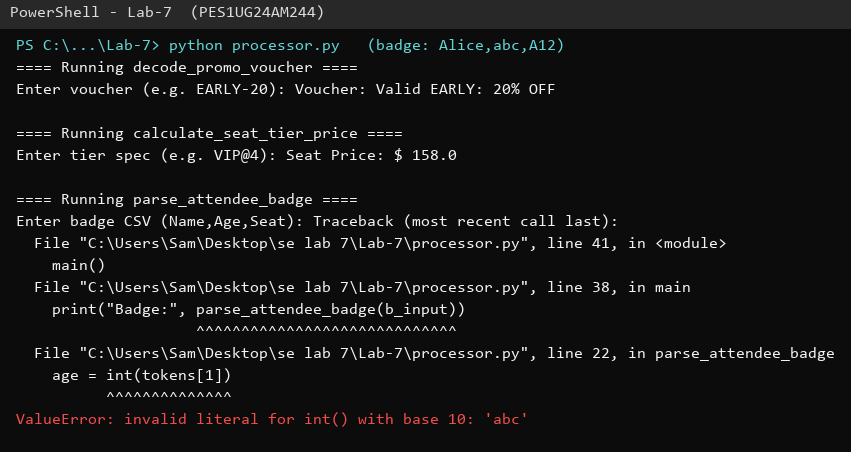 PowerShell - Lab-7  (PES1UG24AM244)
PS C:\...\Lab-7> python processor.py   (badge: Alice,abc,A12)
==== Running decode_promo_voucher ====
Enter voucher (e.g. EARLY-20): Voucher: Valid EARLY: 20% OFF
==== Running calculate_seat_tier_price ====
Enter tier spec (e.g. VIP@4): Seat Price: $ 158.0
==== Running parse_attendee_badge ====
Enter badge CSV (Name,Age,Seat): Traceback (most recent call last):
  File "C:\Users\Sam\Desktop\se lab 7\Lab-7\processor.py", line 41, in <module>
    main()
  File "C:\Users\Sam\Desktop\se lab 7\Lab-7\processor.py", line 38, in main
    print("Badge:", parse_attendee_badge(b_input))
                    ^^^^^^^^^^^^^^^^^^^^^^^^^^^^^
  File "C:\Users\Sam\Desktop\se lab 7\Lab-7\processor.py", line 22, in parse_attendee_badge
    age = int(tokens[1])
          ^^^^^^^^^^^^^^
ValueError: invalid literal for int() with base 10: 'abc'